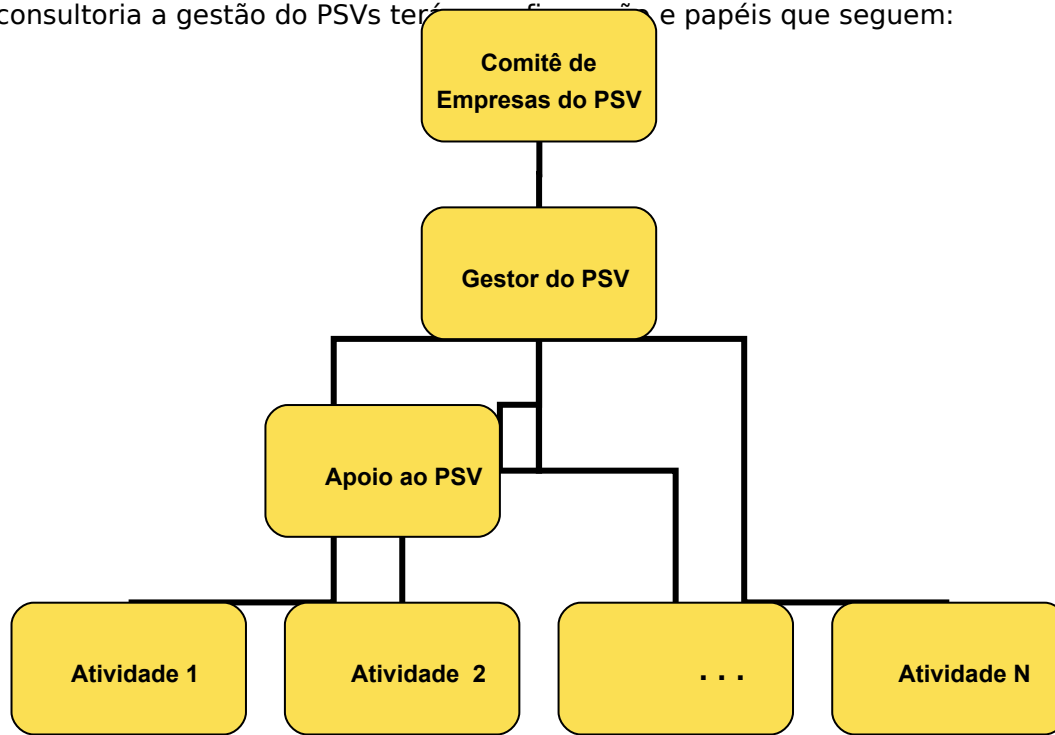 consultoria a gestão do PSVs terá e papéis que seguem:
Comitê de
Empresas do PSV
Gestor do PSV
Apoio ao PSV
Atividade 1
Atividade 2
. . .
Atividade N